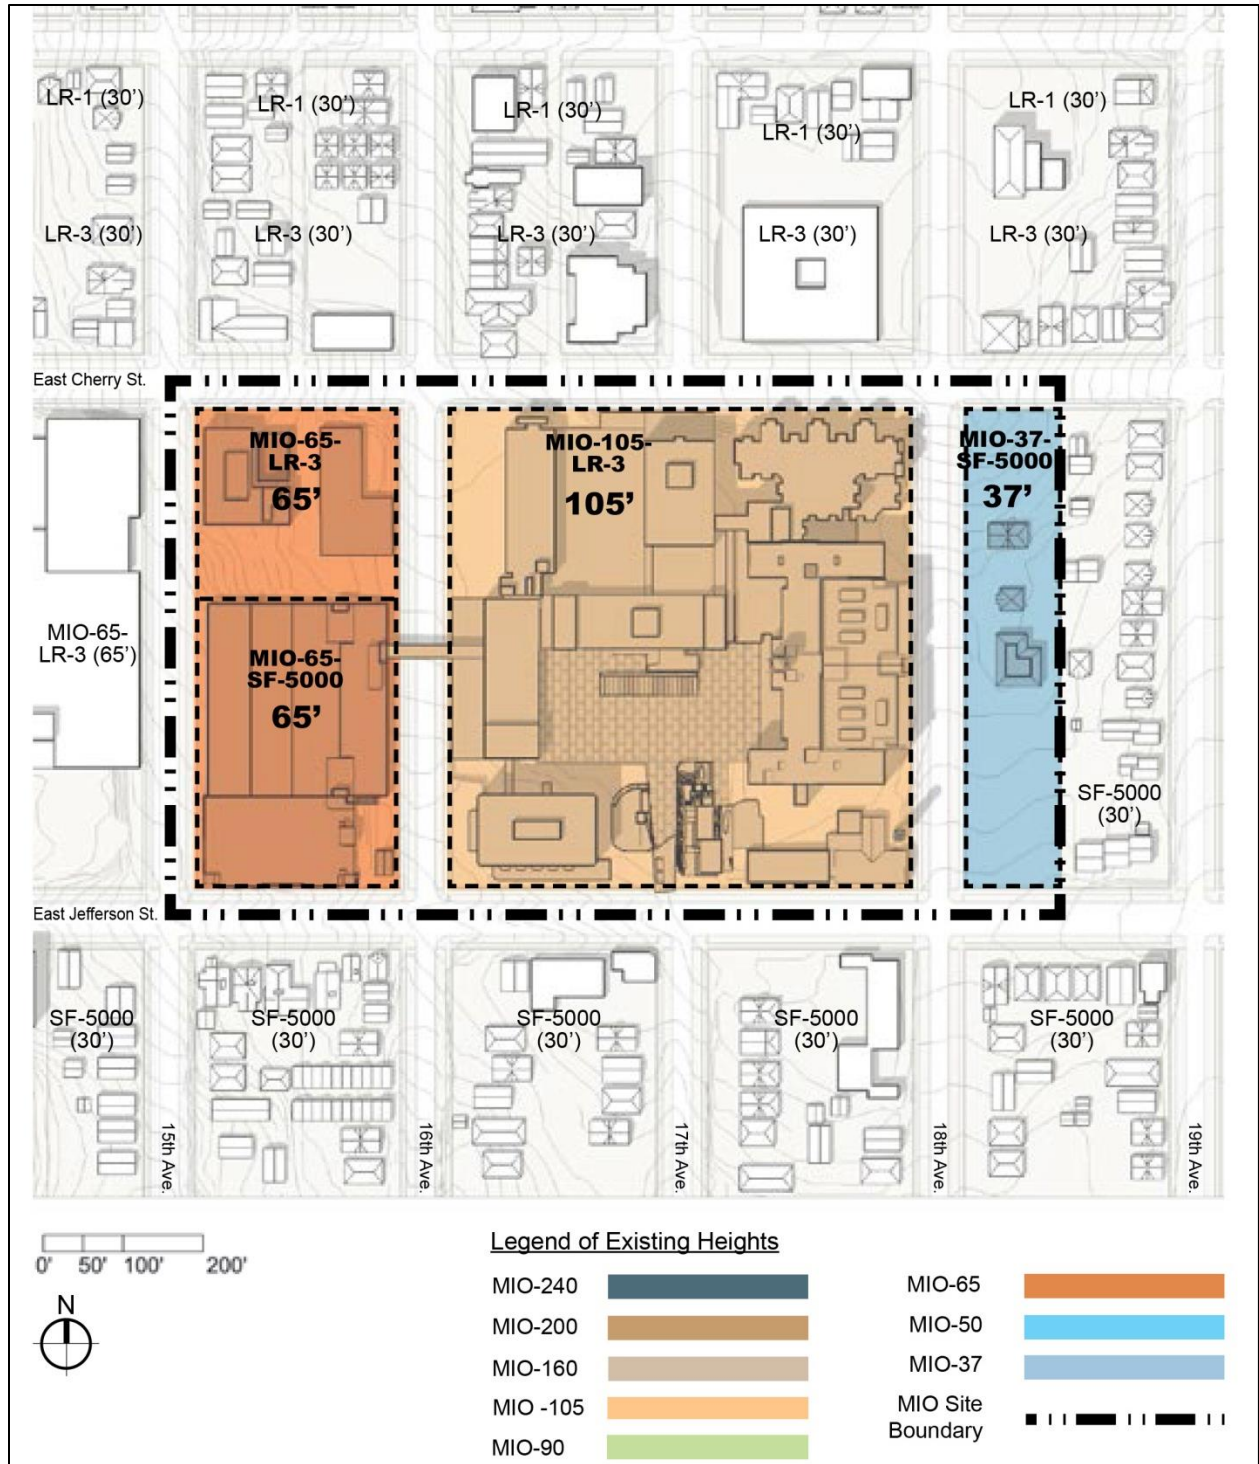 LR-1 (30')
LR-1 (30')
LR-1 (30')
LR-1 (30')
LR-1 (30')
LR-3 (30')
LR-3 (30')
LR-3 (30')
LR-3 (30')
LR-3 (30')
East Cherry St.
MIO-65-
LR-3
65'
MIO-105-
LR-3
105'
MIO-37-
SF-5000
37'
MIO-65-
LR-3 (65')
MIO-65-
SF-5000
65'
SF-5000
(30')
East Jefferson St.
SF-5000
(30')
SF-5000
(30')
SF-5000
(30')
SF-5000
(30')
SF-5000
(30')
15th Ave.
16th Ave.
17th Ave.
18th Ave.
19th Ave.
0' 50' 100' 200'
N
Legend of Existing Heights
MIO-240
MIO-200
MIO-160
MIO -105
MIO-90
MIO-65
MIO-50
MIO-37
MIO Site
Boundary